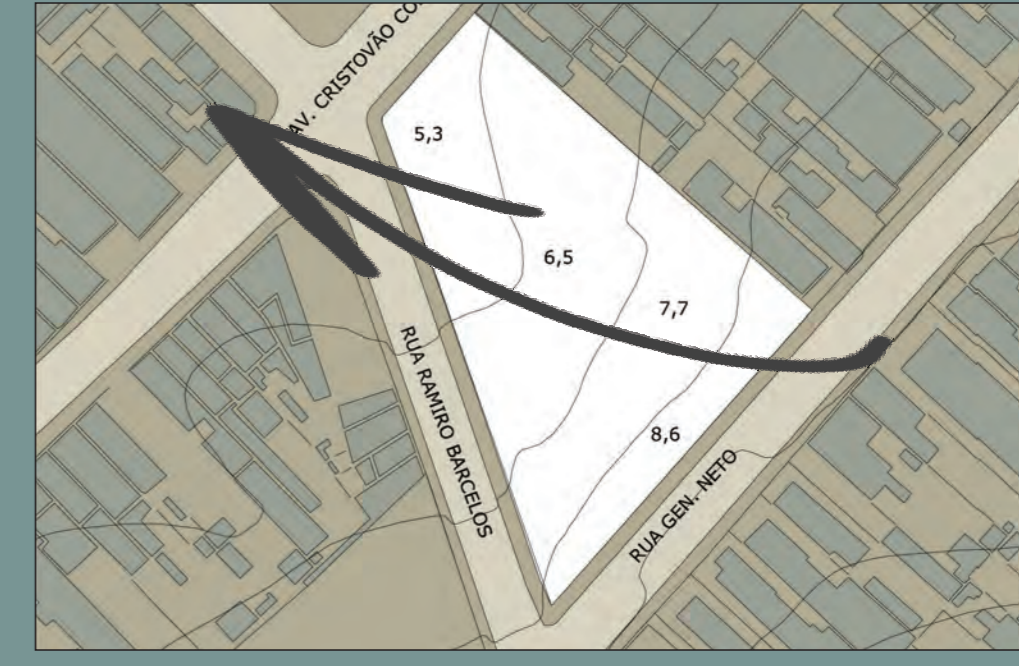 AV. CRISTOVÃO CO
5,3
6,5
7,7
8,6
RUA RAMIRO BARCELOS
RUA GEN. NETO